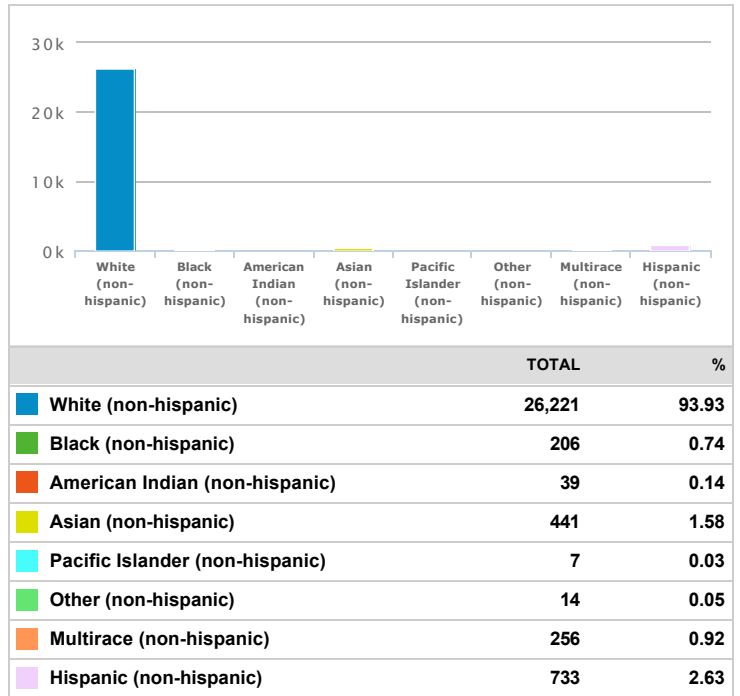 30k
20k
10k
0k
White
(non-
hispanic)
Black
(non-
hispanic)
American
Indian
(non-
hispanic)
Asian
(non-
hispanic)
Pacific
Islander
(non-
hispanic)
Other
(non-
hispanic)
Multirace
(non-
hispanic)
Hispanic
(non-
hispanic)
TOTAL %
White (non-hispanic) 26,221 93.93
Black (non-hispanic) 206 0.74
American Indian (non-hispanic) 39 0.14
Asian (non-hispanic) 441 1.58
Pacific Islander (non-hispanic) 7 0.03
Other (non-hispanic) 14 0.05
Multirace (non-hispanic) 256 0.92
Hispanic (non-hispanic) 733 2.63